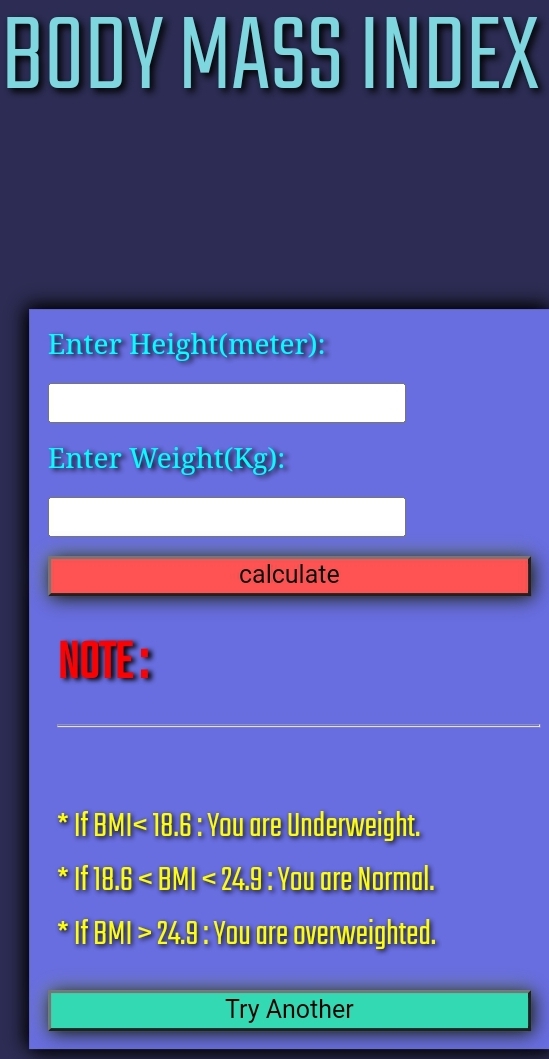 BODY MASS INDEX
Enter Height(meter):
Enter Weight(Kg):
calculate
NOTE :
* If BMI< 18.6 : You are Underweight.
* If 18.6 < BMI < 24.9 : You are Normal.
* If BMI > 24.9 : You are overweighted.
Try Another